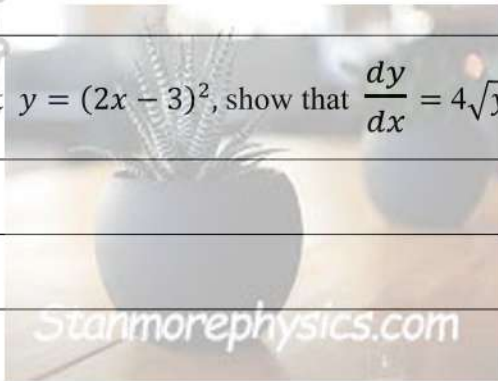 y = (2x − 3)², show that dy/dx = 4√
Stanmorephysics.com